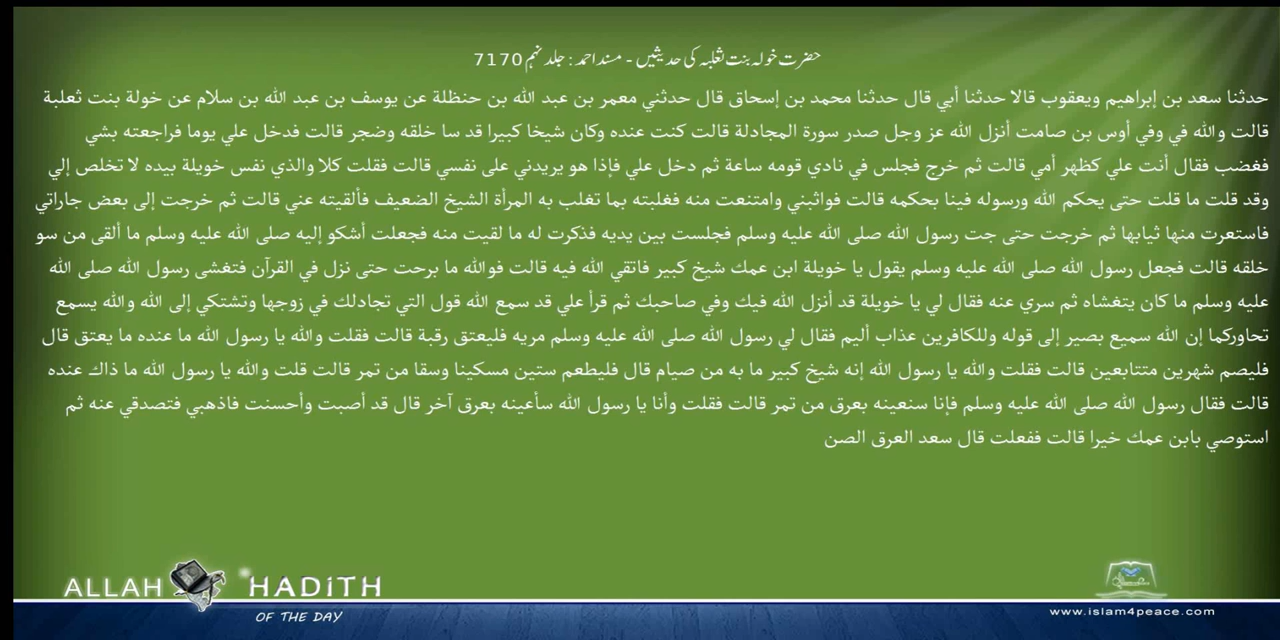 حضرت خولہ بنت ثعلبہ کی حدیثیں - مسند احمد : جلد نہم 7170
حدثنا سعد بن إبراهيم ويعقوب قالا حدثنا أبي قال حدثنا محمد بن إسحاق قال حدثني معمر بن عبد الله بن حنظلة عن يوسف بن عبد الله بن سلام عن خولة بنت ثعلبة
قالت والله في وفي أوس بن صامت أنزل الله عز وجل صدر سورة المجادلة قالت كنت عنده وكان شيخا كبيرا قد سا خلقه وضجر قالت فدخل علي يوما فراجعته بشي
فغضب فقال أنت علي كظهر أمي قالت ثم خرج فجلس في نادي قومه ساعة ثم دخل علي فإذا هو يريدني على نفسي قالت فقلت كلا والذي نفس خويلة بيده لا تخلص إلي
وقد قلت ما قلت حتى يحكم الله ورسوله فينا بحكمه قالت فواثبني وامتنعت منه فغلبته بما تغلب به المرأة الشيخ الضعيف فألقيته عني قالت ثم خرجت إلى بعض جاراتي
فاستعرت منها ثيابها ثم خرجت حتى جت رسول الله صلى الله عليه وسلم فجلست بين يديه فذكرت له ما لقيت منه فجعلت أشكو إليه صلى الله عليه وسلم ما ألقى من سو
خلقه قالت فجعل رسول الله صلى الله عليه وسلم يقول يا خويلة ابن عمك شيخ كبير فاتقي الله فيه قالت فوالله ما برحت حتى نزل في القرآن فتغشى رسول الله صلى الله
عليه وسلم ما كان يتغشاه ثم سري عنه فقال لي يا خويلة قد أنزل الله فيك وفي صاحبك ثم قرأ علي قد سمع الله قول التي تجادلك في زوجها وتشتكي إلى الله والله يسمع
تحاوركما إن الله سميع بصير إلى قوله وللكافرين عذاب أليم فقال لي رسول الله صلى الله عليه وسلم مريه فليعتق رقبة قالت فقلت والله يا رسول الله ما عنده ما يعتق قال
فليصم شهرين متتابعين قالت فقلت والله يا رسول الله إنه شيخ كبير ما به من صيام قال فليطعم ستين مسكينا وسقا من تمر قالت قلت والله يا رسول الله ما ذاك عنده
قالت فقال رسول الله صلى الله عليه وسلم فإنا سنعينه بعرق من تمر قالت فقلت وأنا يا رسول الله سأعينه بعرق آخر قال قد أصبت وأحسنت فاذهبي فتصدقي عنه ثم
استوصي بابن عمك خيرا قالت ففعلت قال سعد العرق الصن
ALLAH HADITH
OF THE DAY
www.islam4peace.com